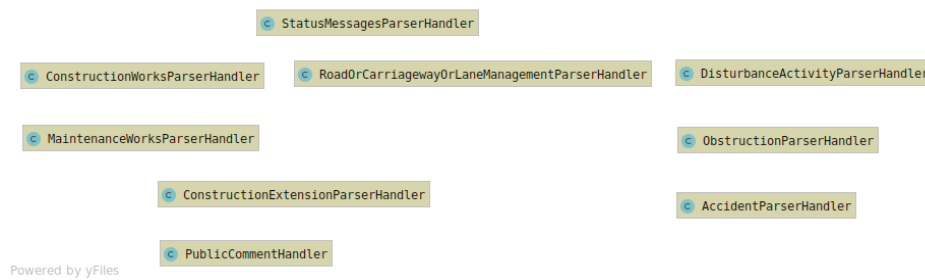 C StatusMessagesParserHandler
C ConstructionWorksParserHandler
C RoadOrCarriagewayOrLaneManagementParserHandler
C DisturbanceActivityParserHandler
C MaintenanceWorksParserHandler
C ObstructionParserHandler
C ConstructionExtensionParserHandler
C AccidentParserHandler
C PublicCommentHandler
Powered by yFiles